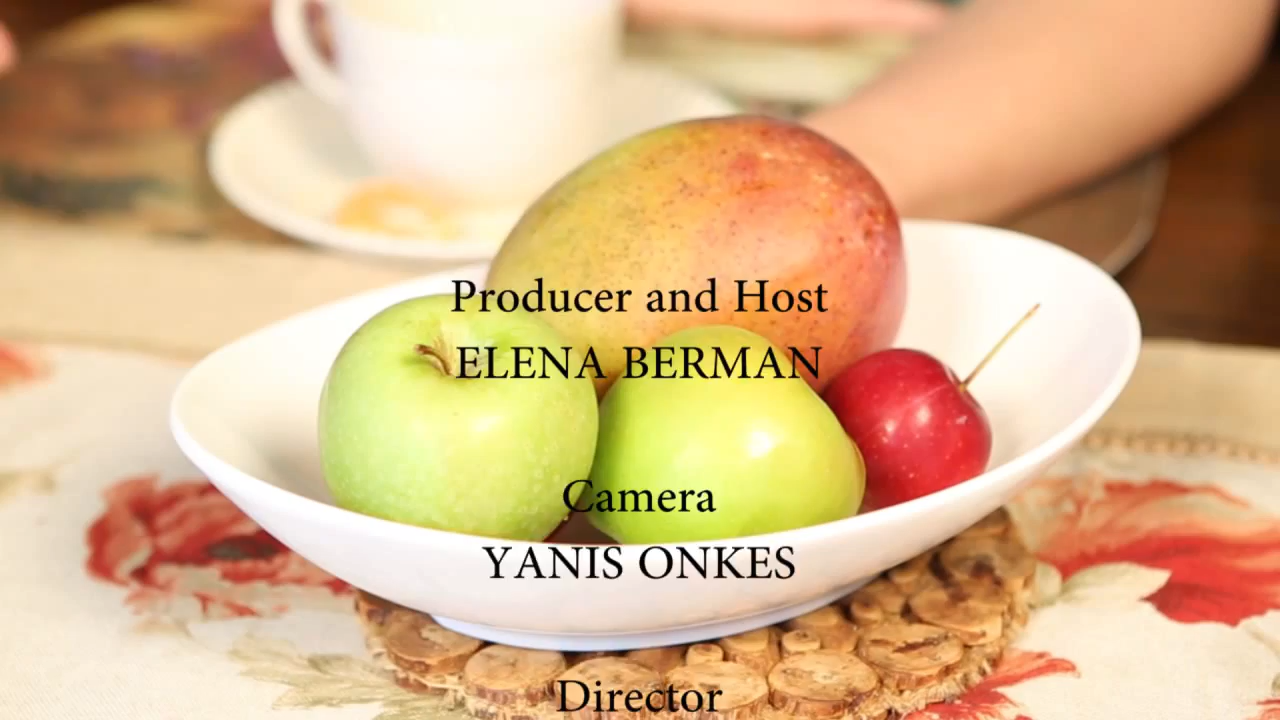 Producer and Host
ELENA BERMAN
Camera
YANIS ONKES
Director